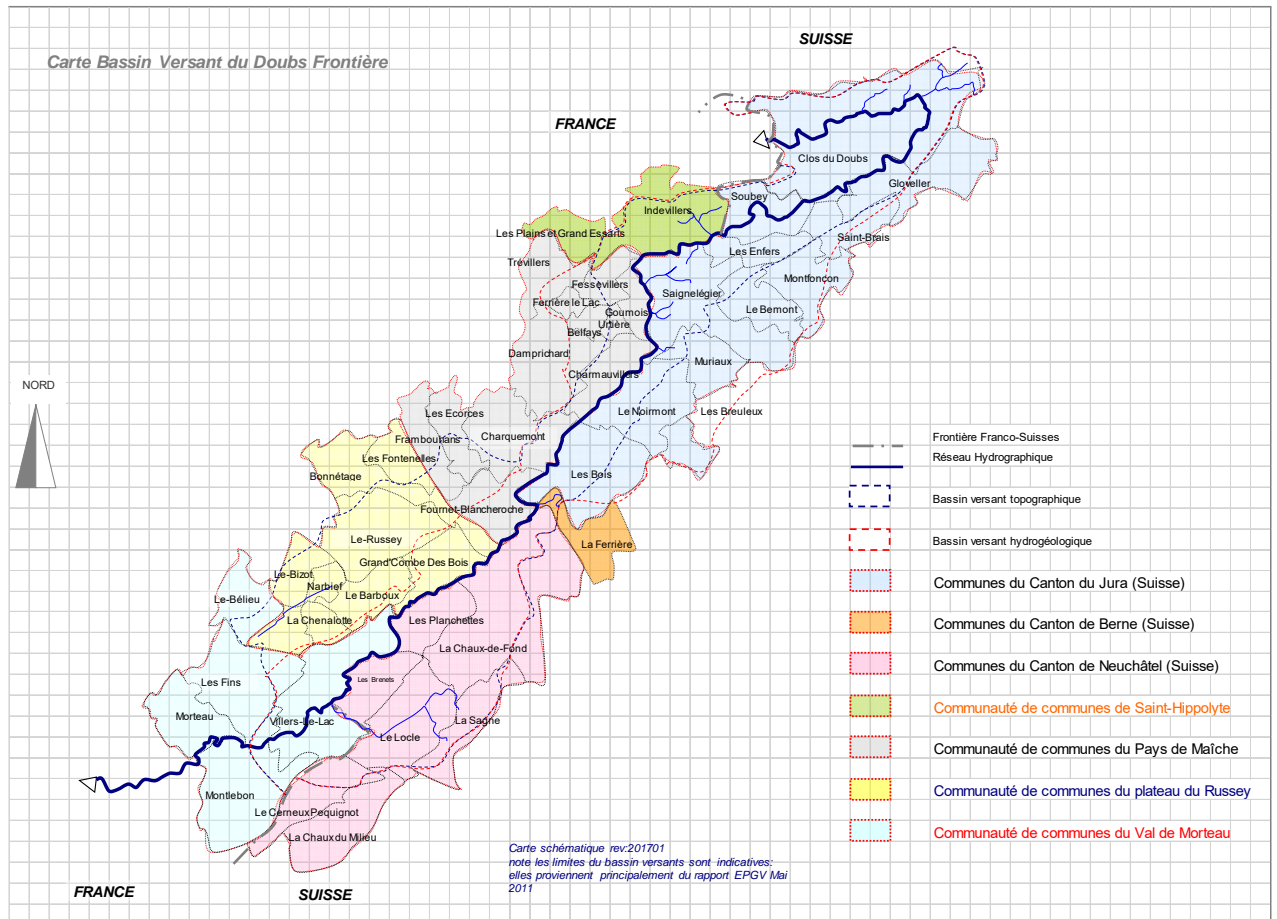 SUISSE
Carte Bassin Versant du Doubs Frontière
FRANCE
Clos du Doubs
Glovelier
Soubey
Indevillers
Les Plains et Grand Essarts
Saint-Brais
Les Enfers
Trévillers
Montfoncon
Fessevillers
Saignelégier
Ferrière le Lac
Le Bemont
Goumois
Urtière
Belfays
Damprichard
Muriaux
Charmauvillers
NORD
Les Ecorces
Le Noirmont
Les Breuleux
Frambouhans
Charquemont
Les Fontenelles
Bonnétage
Les Bois
Fournet-Blancheroche
Le-Russey
La Ferrière
Grand'Combe Des Bois
Le-Bizot
Narbief
Le-Bélieu
Le Barboux
La Chenalotte
Les Planchettes
La Chaux-de-Fond
Les Brenets
Les Fins
Morteau
Villers-Le-Lac
La Sagne
Le Locle
Montlebon
Le Cerneux Pequignot
La Chaux du Milieu
Frontière Franco-Suisses
Réseau Hydrographique
Bassin versant topographique
Bassin versant hydrogéologique
Communes du Canton du Jura (Suisse)
Communes du Canton de Berne (Suisse)
Communes du Canton de Neuchâtel (Suisse)
Communauté de communes de Saint-Hippolyte
Communauté de communes du Pays de Maîche
Communauté de communes du plateau du Russey
Communauté de communes du Val de Morteau
Carte schématique rev:201701
note les limites du bassin versants sont indicatives:
elles proviennent principalement du rapport EPGV Mai
2011
FRANCE
SUISSE